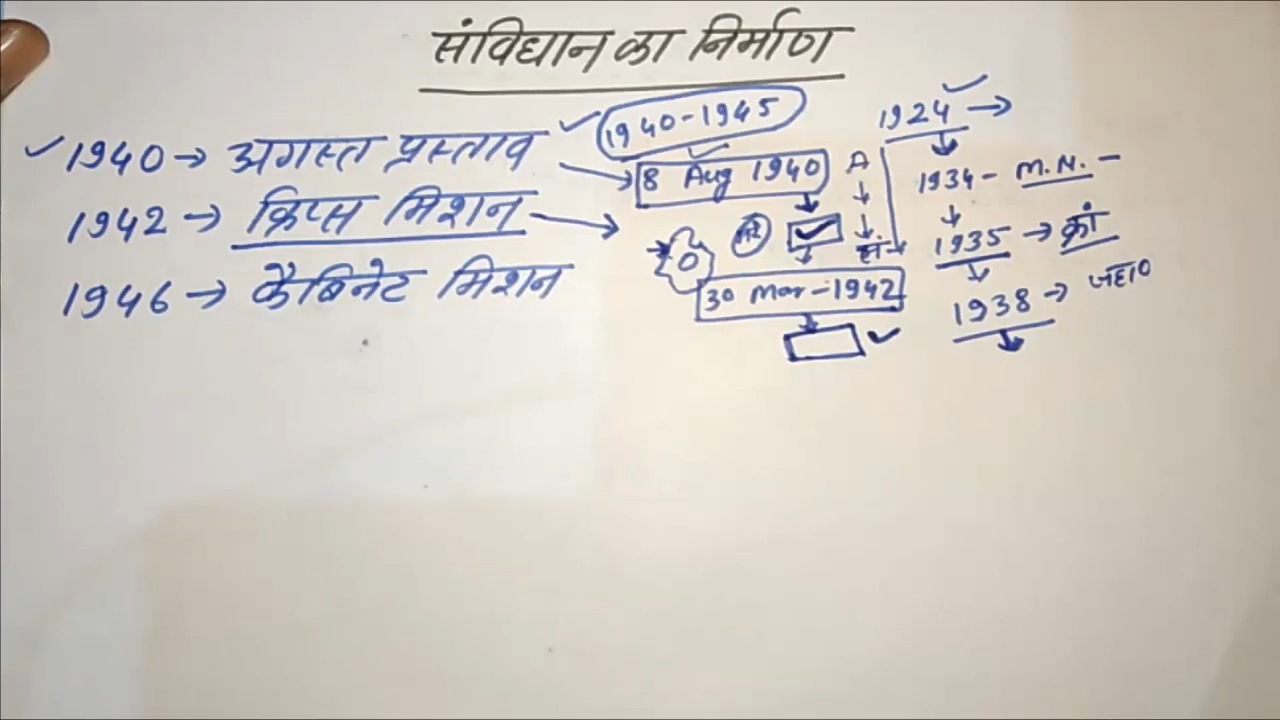 संविधान का निर्माण
1940 → अगस्त प्रस्ताव
1942 → क्रिप्स मिशन →
1946 → कैबिनेट मिशन
1940-1945
8 Aug 1940
30 Mar-1942
A
1924 →
1934 - M.N. -
1935 → कां
1938 → जहा०